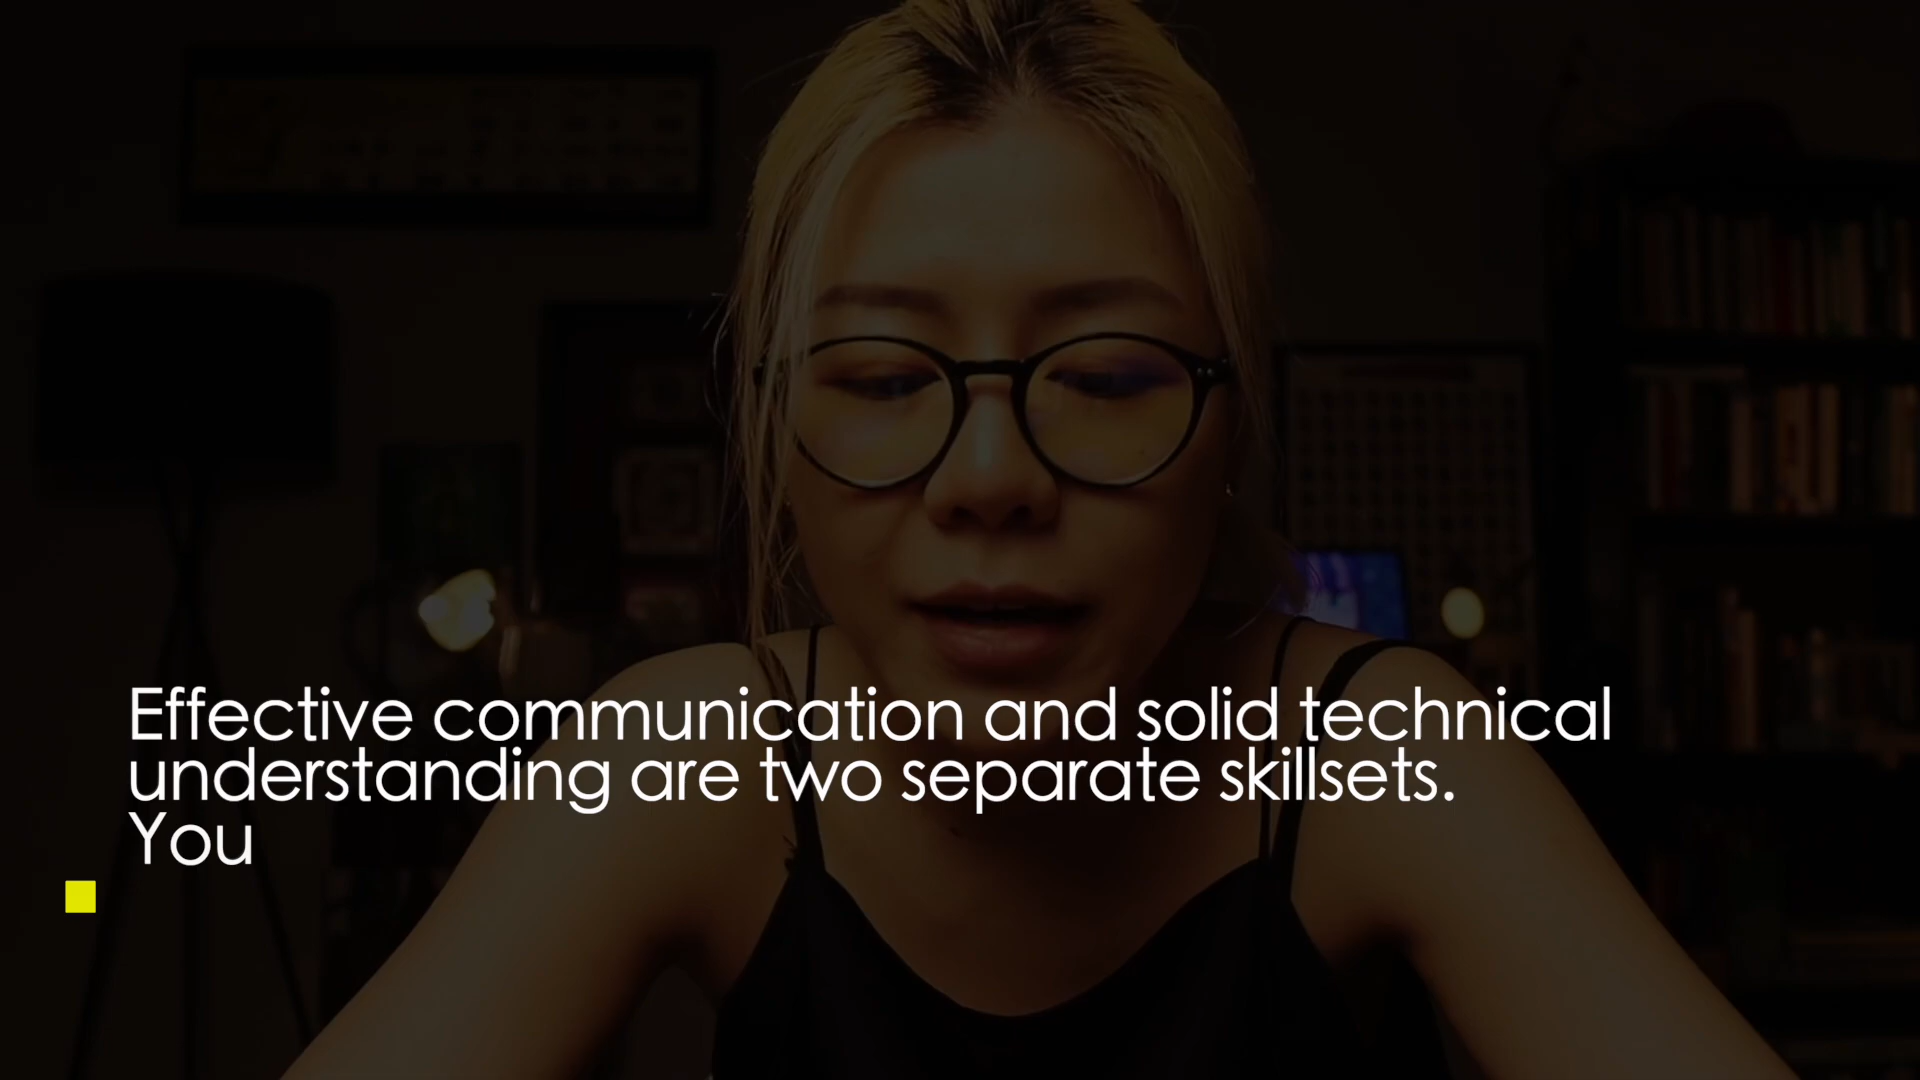 Effective communication and solid technical
understanding are two separate skillsets.
You